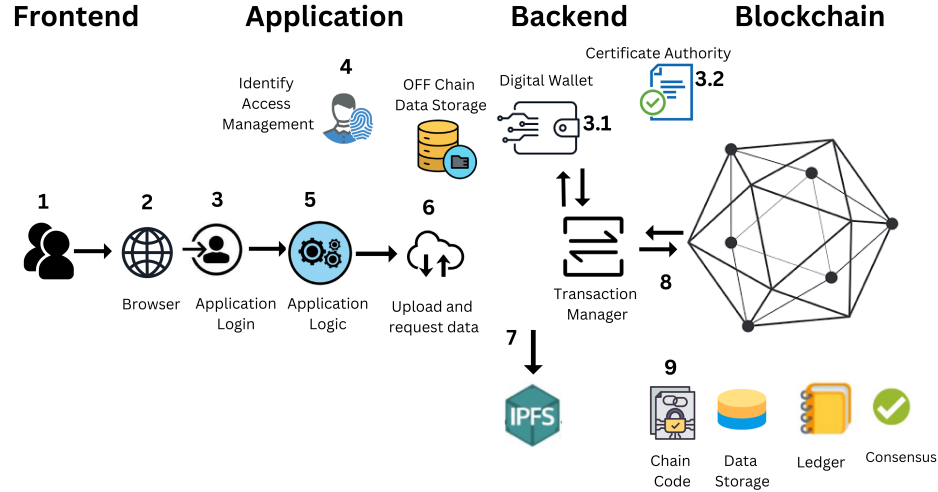 Frontend
Application
Backend
Blockchain
Certificate Authority
4
3.2
Identify
Access
Management
OFF Chain
Data Storage
Digital Wallet
3.1
1
2
3
5
6
Browser
Application
Login
Application
Logic
Upload and
request data
Transaction
Manager
8
7
IPFS
9
Chain
Code
Data
Storage
Ledger
Consensus